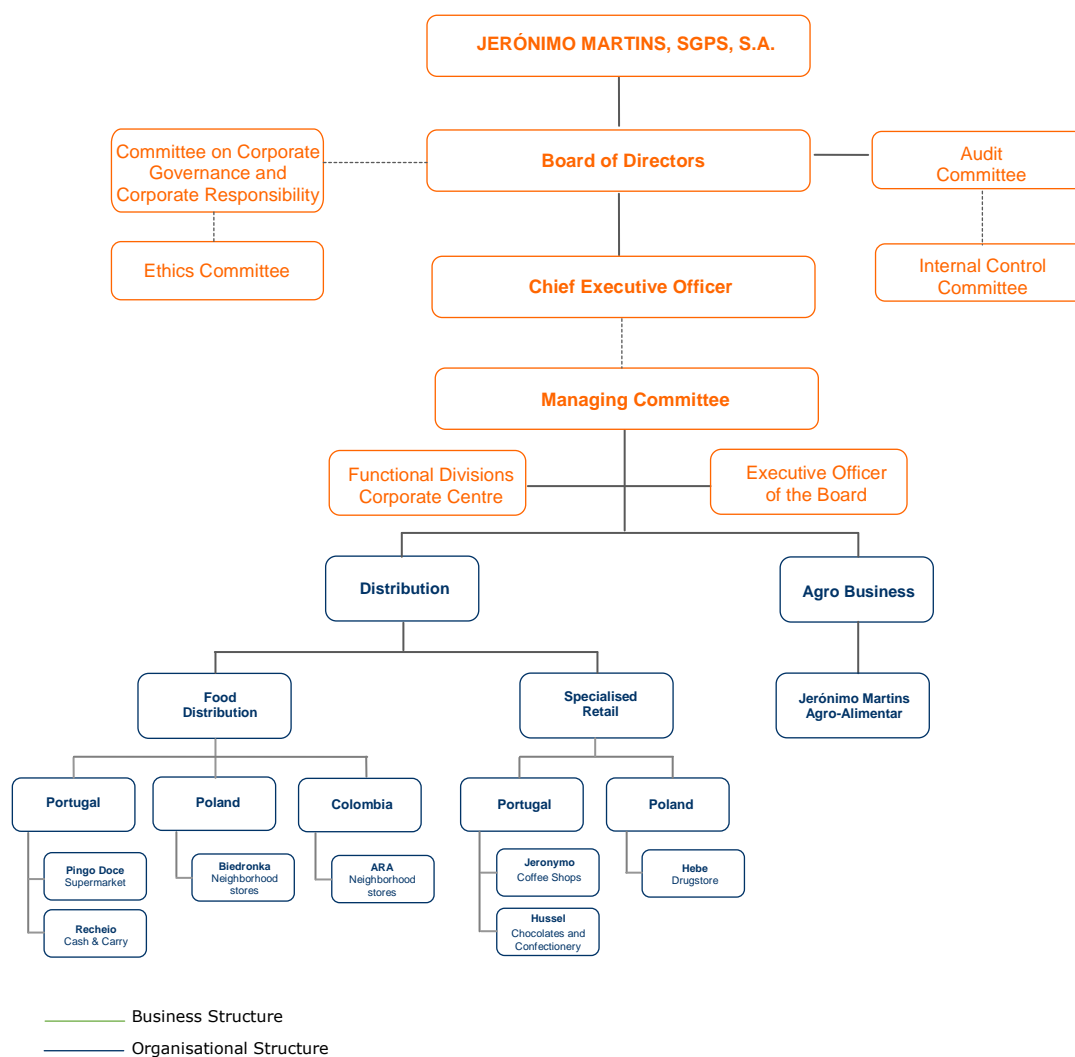 JERÓNIMO MARTINS, SGPS, S.A.
Committee on Corporate
Governance and
Corporate Responsibility
Board of Directors
Audit
Committee
Ethics Committee
Chief Executive Officer
Internal Control
Committee
Managing Committee
Functional Divisions
Corporate Centre
Executive Officer
of the Board
Distribution
Agro Business
Food
Distribution
Specialised
Retail
Jerónimo Martins
Agro-Alimentar
Portugal
Poland
Colombia
Portugal
Poland
Pingo Doce
Supermarket
Biedronka
Neighborhood
stores
ARA
Neighborhood
stores
Jeronymo
Coffee Shops
Hebe
Drugstore
Recheio
Cash & Carry
Hussel
Chocolates and
Confectionery
Business Structure
Organisational Structure